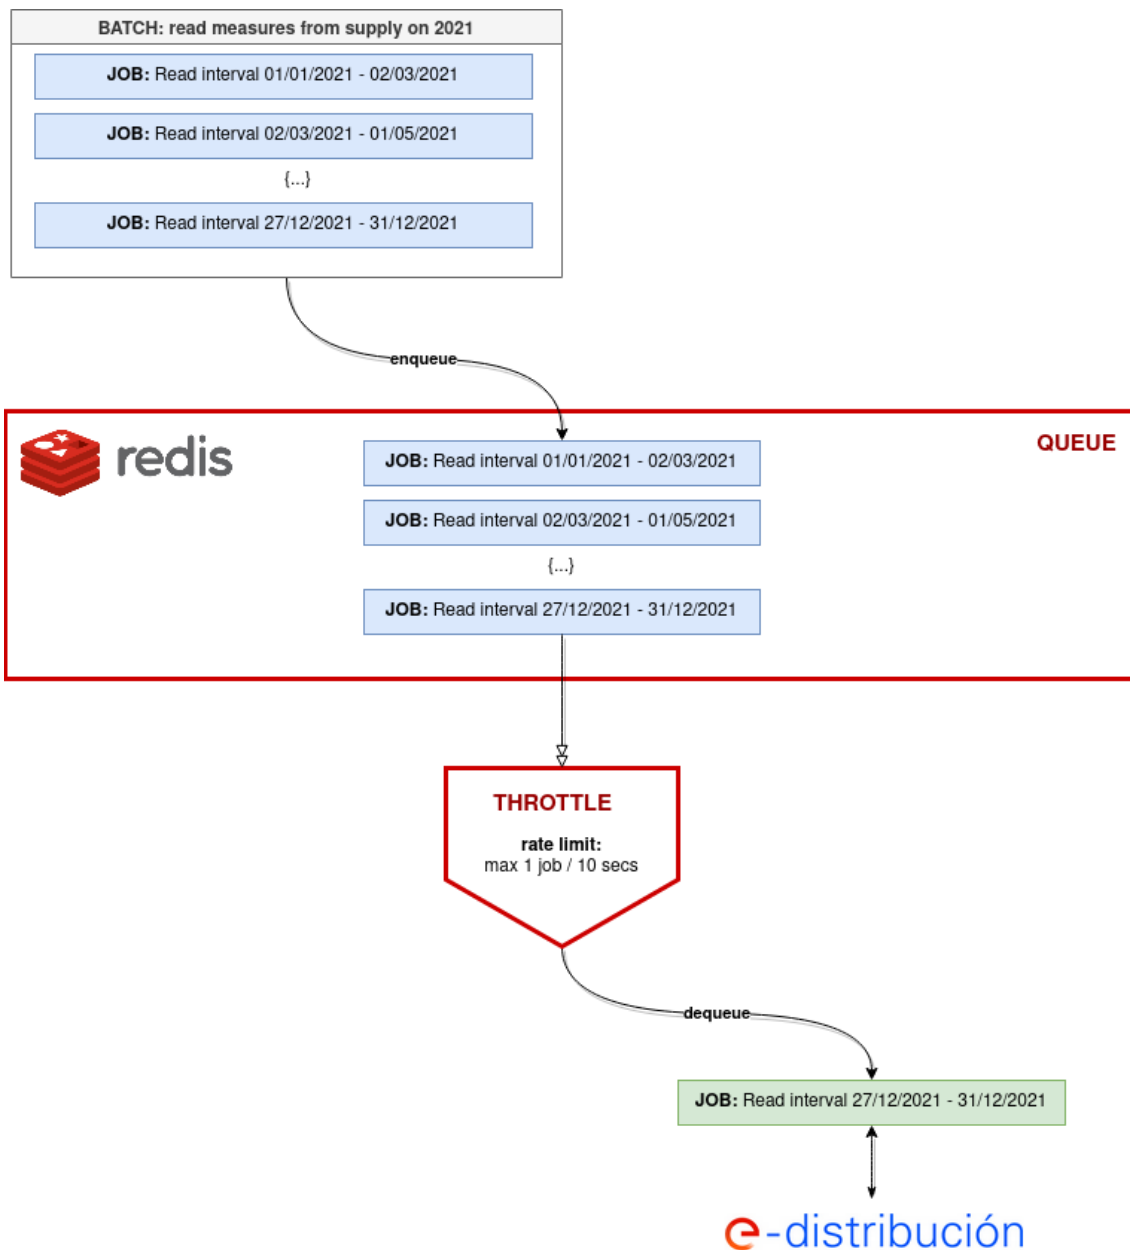 BATCH: read measures from supply on 2021
JOB: Read interval 01/01/2021 - 02/03/2021
JOB: Read interval 02/03/2021 - 01/05/2021
{...}
JOB: Read interval 27/12/2021 - 31/12/2021
enqueue
redis
QUEUE
JOB: Read interval 01/01/2021 - 02/03/2021
JOB: Read interval 02/03/2021 - 01/05/2021
{...}
JOB: Read interval 27/12/2021 - 31/12/2021
THROTTLE
rate limit:
max 1 job / 10 secs
dequeue
JOB: Read interval 27/12/2021 - 31/12/2021
e-distribución